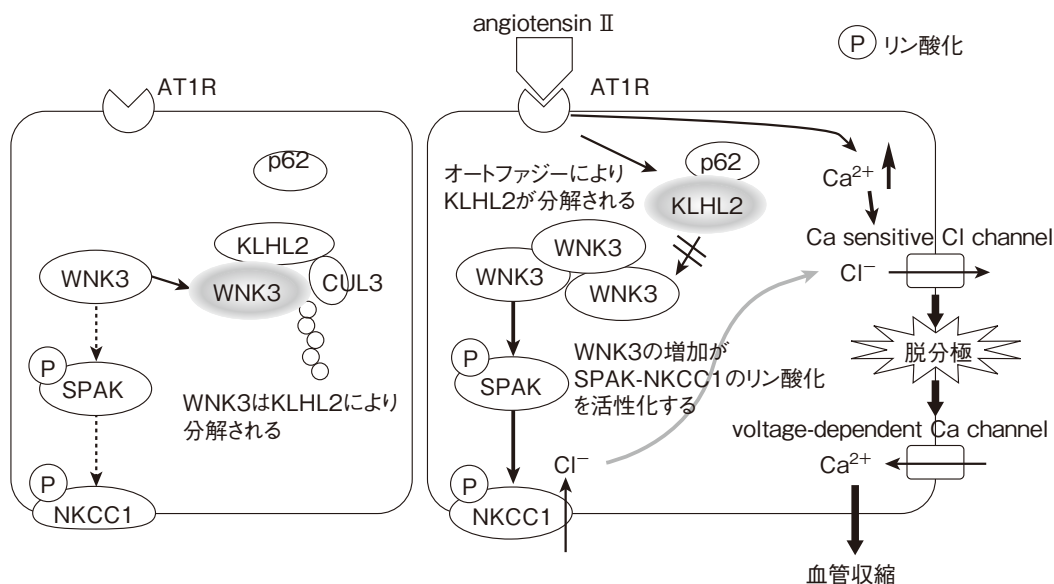 AT1R
p62
KLHL2
WNK3
WNK3
CUL3
P
SPAK
WNK3はKLHL2により
分解される
P
NKCC1
angiotensin Ⅱ
AT1R
P リン酸化
オートファジーにより
KLHL2が分解される
p62
KLHL2
Ca2+
WNK3
WNK3
WNK3
Ca sensitive Cl channel
Cl−
P
SPAK
WNK3の増加が
SPAK-NKCC1のリン酸化
を活性化する
脱分極
voltage-dependent Ca channel
Ca2+
Cl−
P
NKCC1
血管収縮